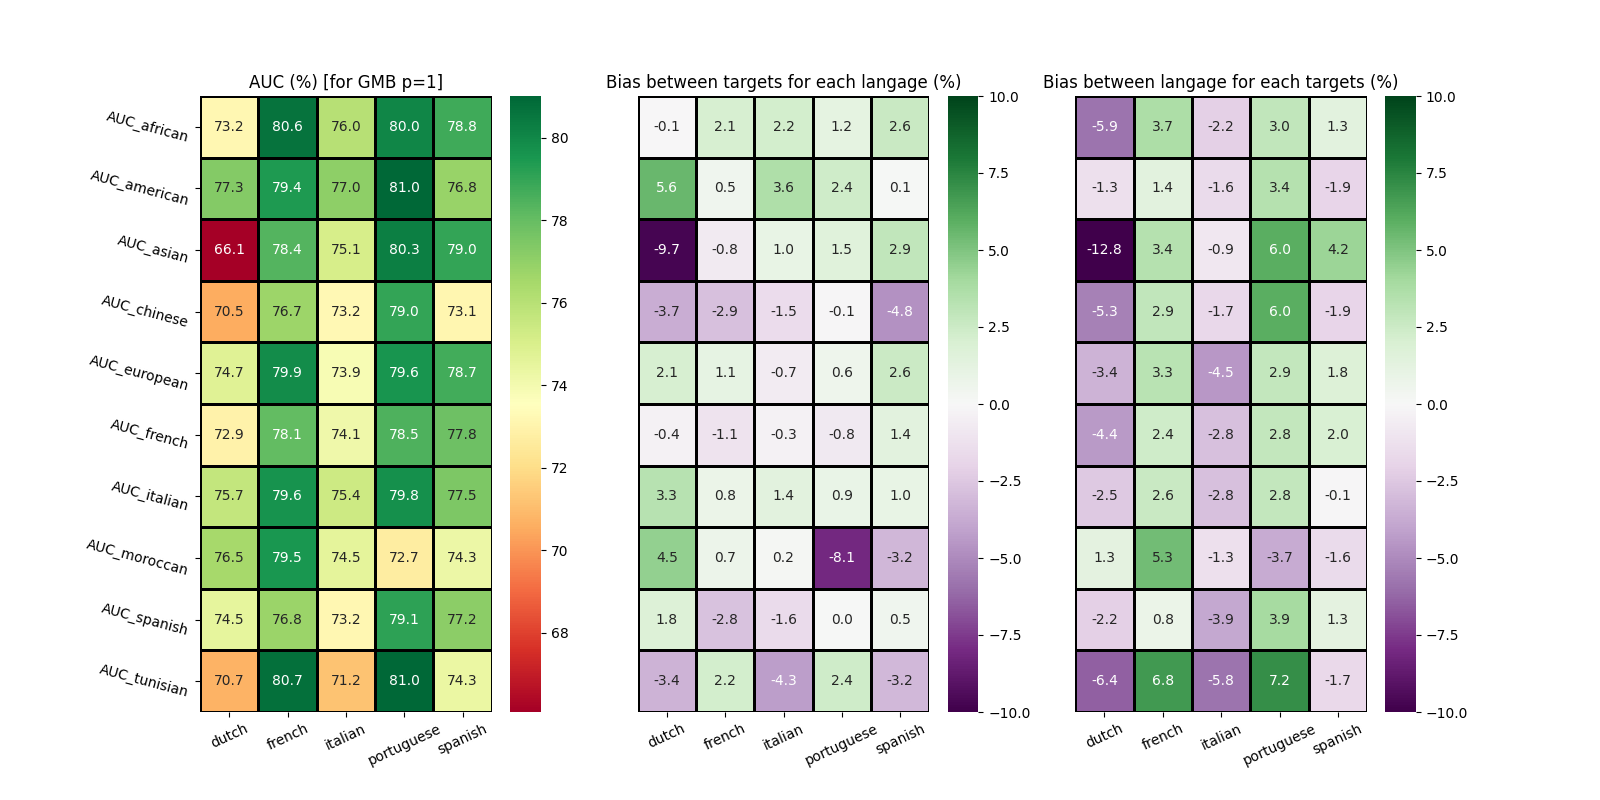 AUC (%) [for GMB p=1]
Bias between targets for each langage (%)
Bias between langage for each targets (%)
AUC_african 73.2 80.6 76.0 80.0 78.8
AUC_american 77.3 79.4 77.0 81.0 76.8
AUC_asian 66.1 78.4 75.1 80.3 79.0
AUC_chinese 70.5 76.7 73.2 79.0 73.1
AUC_european 74.7 79.9 73.9 79.6 78.7
AUC_french 72.9 78.1 74.1 78.5 77.8
AUC_italian 75.7 79.6 75.4 79.8 77.5
AUC_moroccan 76.5 79.5 74.5 72.7 74.3
AUC_spanish 74.5 76.8 73.2 79.1 77.2
AUC_tunisian 70.7 80.7 71.2 81.0 74.3
dutch french italian portuguese spanish
80
78
76
74
72
70
68
-0.1 2.1 2.2 1.2 2.6
5.6 0.5 3.6 2.4 0.1
-9.7 -0.8 1.0 1.5 2.9
-3.7 -2.9 -1.5 -0.1 -4.8
2.1 1.1 -0.7 0.6 2.6
-0.4 -1.1 -0.3 -0.8 1.4
3.3 0.8 1.4 0.9 1.0
4.5 0.7 0.2 -8.1 -3.2
1.8 -2.8 -1.6 0.0 0.5
-3.4 2.2 -4.3 2.4 -3.2
dutch french italian portuguese spanish
10.0
7.5
5.0
2.5
0.0
−2.5
−5.0
−7.5
−10.0
-5.9 3.7 -2.2 3.0 1.3
-1.3 1.4 -1.6 3.4 -1.9
-12.8 3.4 -0.9 6.0 4.2
-5.3 2.9 -1.7 6.0 -1.9
-3.4 3.3 -4.5 2.9 1.8
-4.4 2.4 -2.8 2.8 2.0
-2.5 2.6 -2.8 2.8 -0.1
1.3 5.3 -1.3 -3.7 -1.6
-2.2 0.8 -3.9 3.9 1.3
-6.4 6.8 -5.8 7.2 -1.7
dutch french italian portuguese spanish
10.0
7.5
5.0
2.5
0.0
−2.5
−5.0
−7.5
−10.0